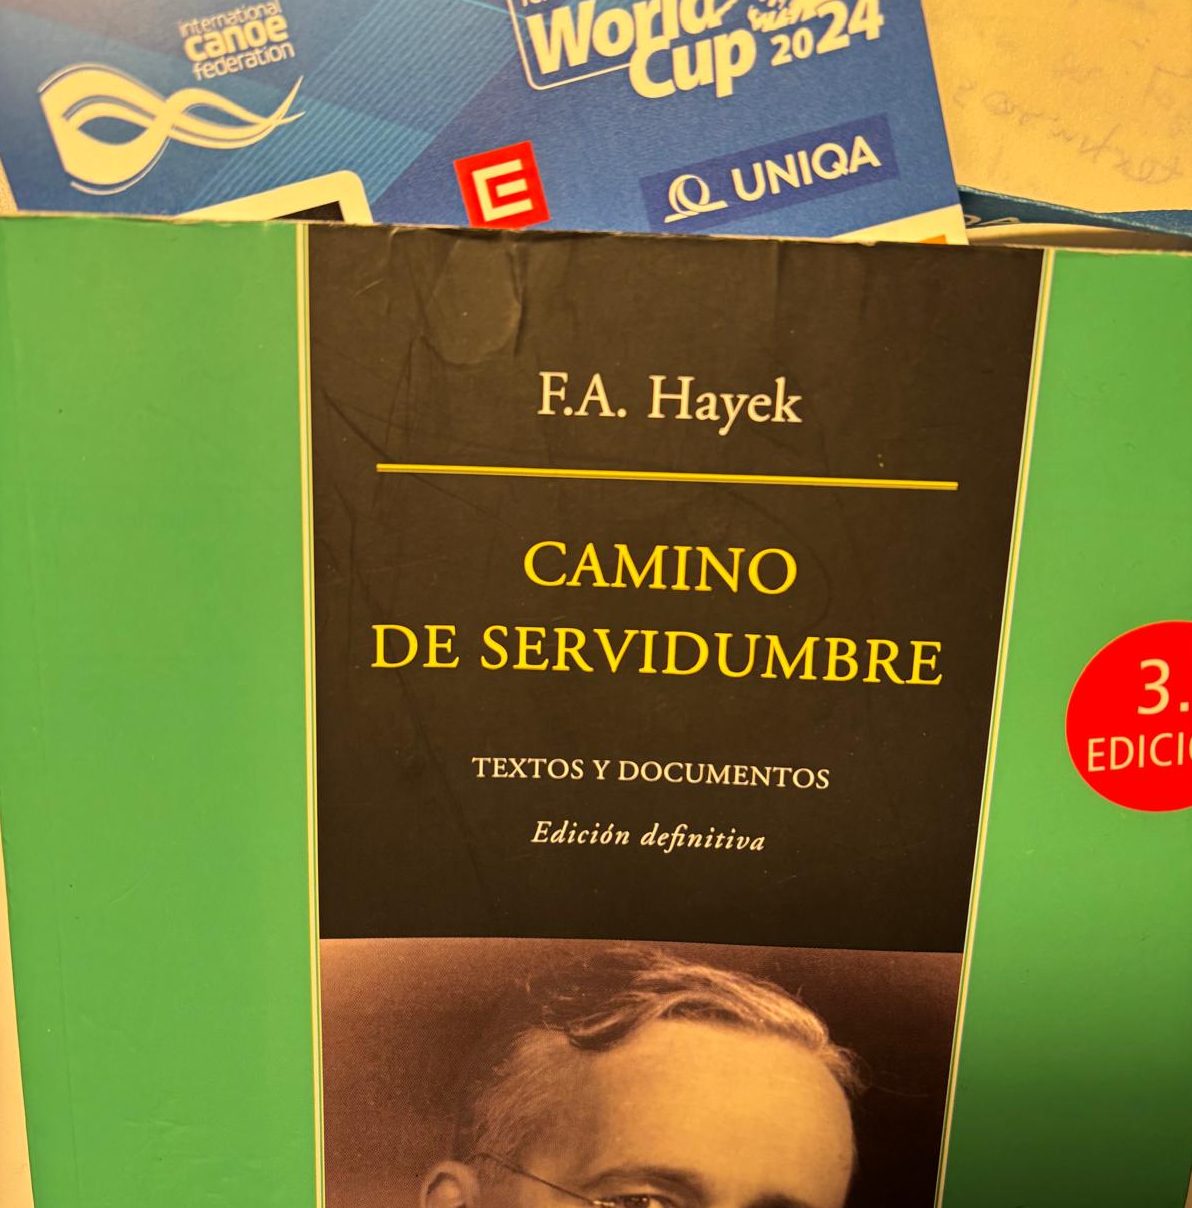 international
canoe
federation
World
Cup 2024
UNIQA
F.A. Hayek
CAMINO
DE SERVIDUMBRE
TEXTOS Y DOCUMENTOS
Edición definitiva
3.
EDICI